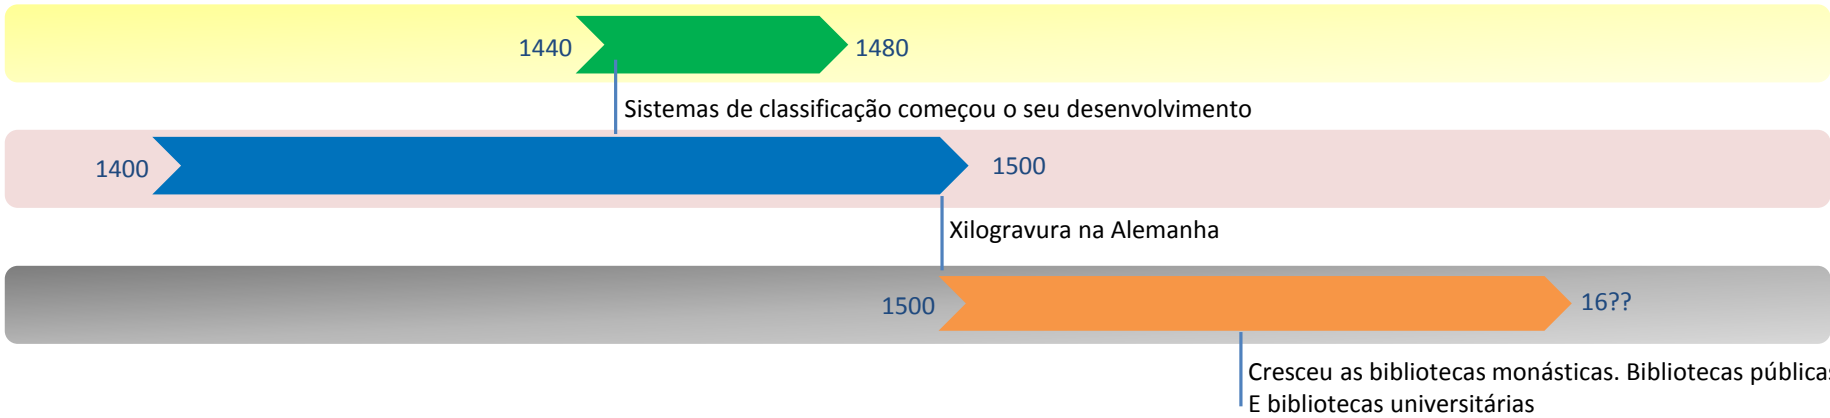 1440
1480
Sistemas de classificação começou o seu desenvolvimento
1400
1500
Xilogravura na Alemanha
1500
16??
Cresceu as bibliotecas monásticas. Bibliotecas públicas
E bibliotecas universitárias